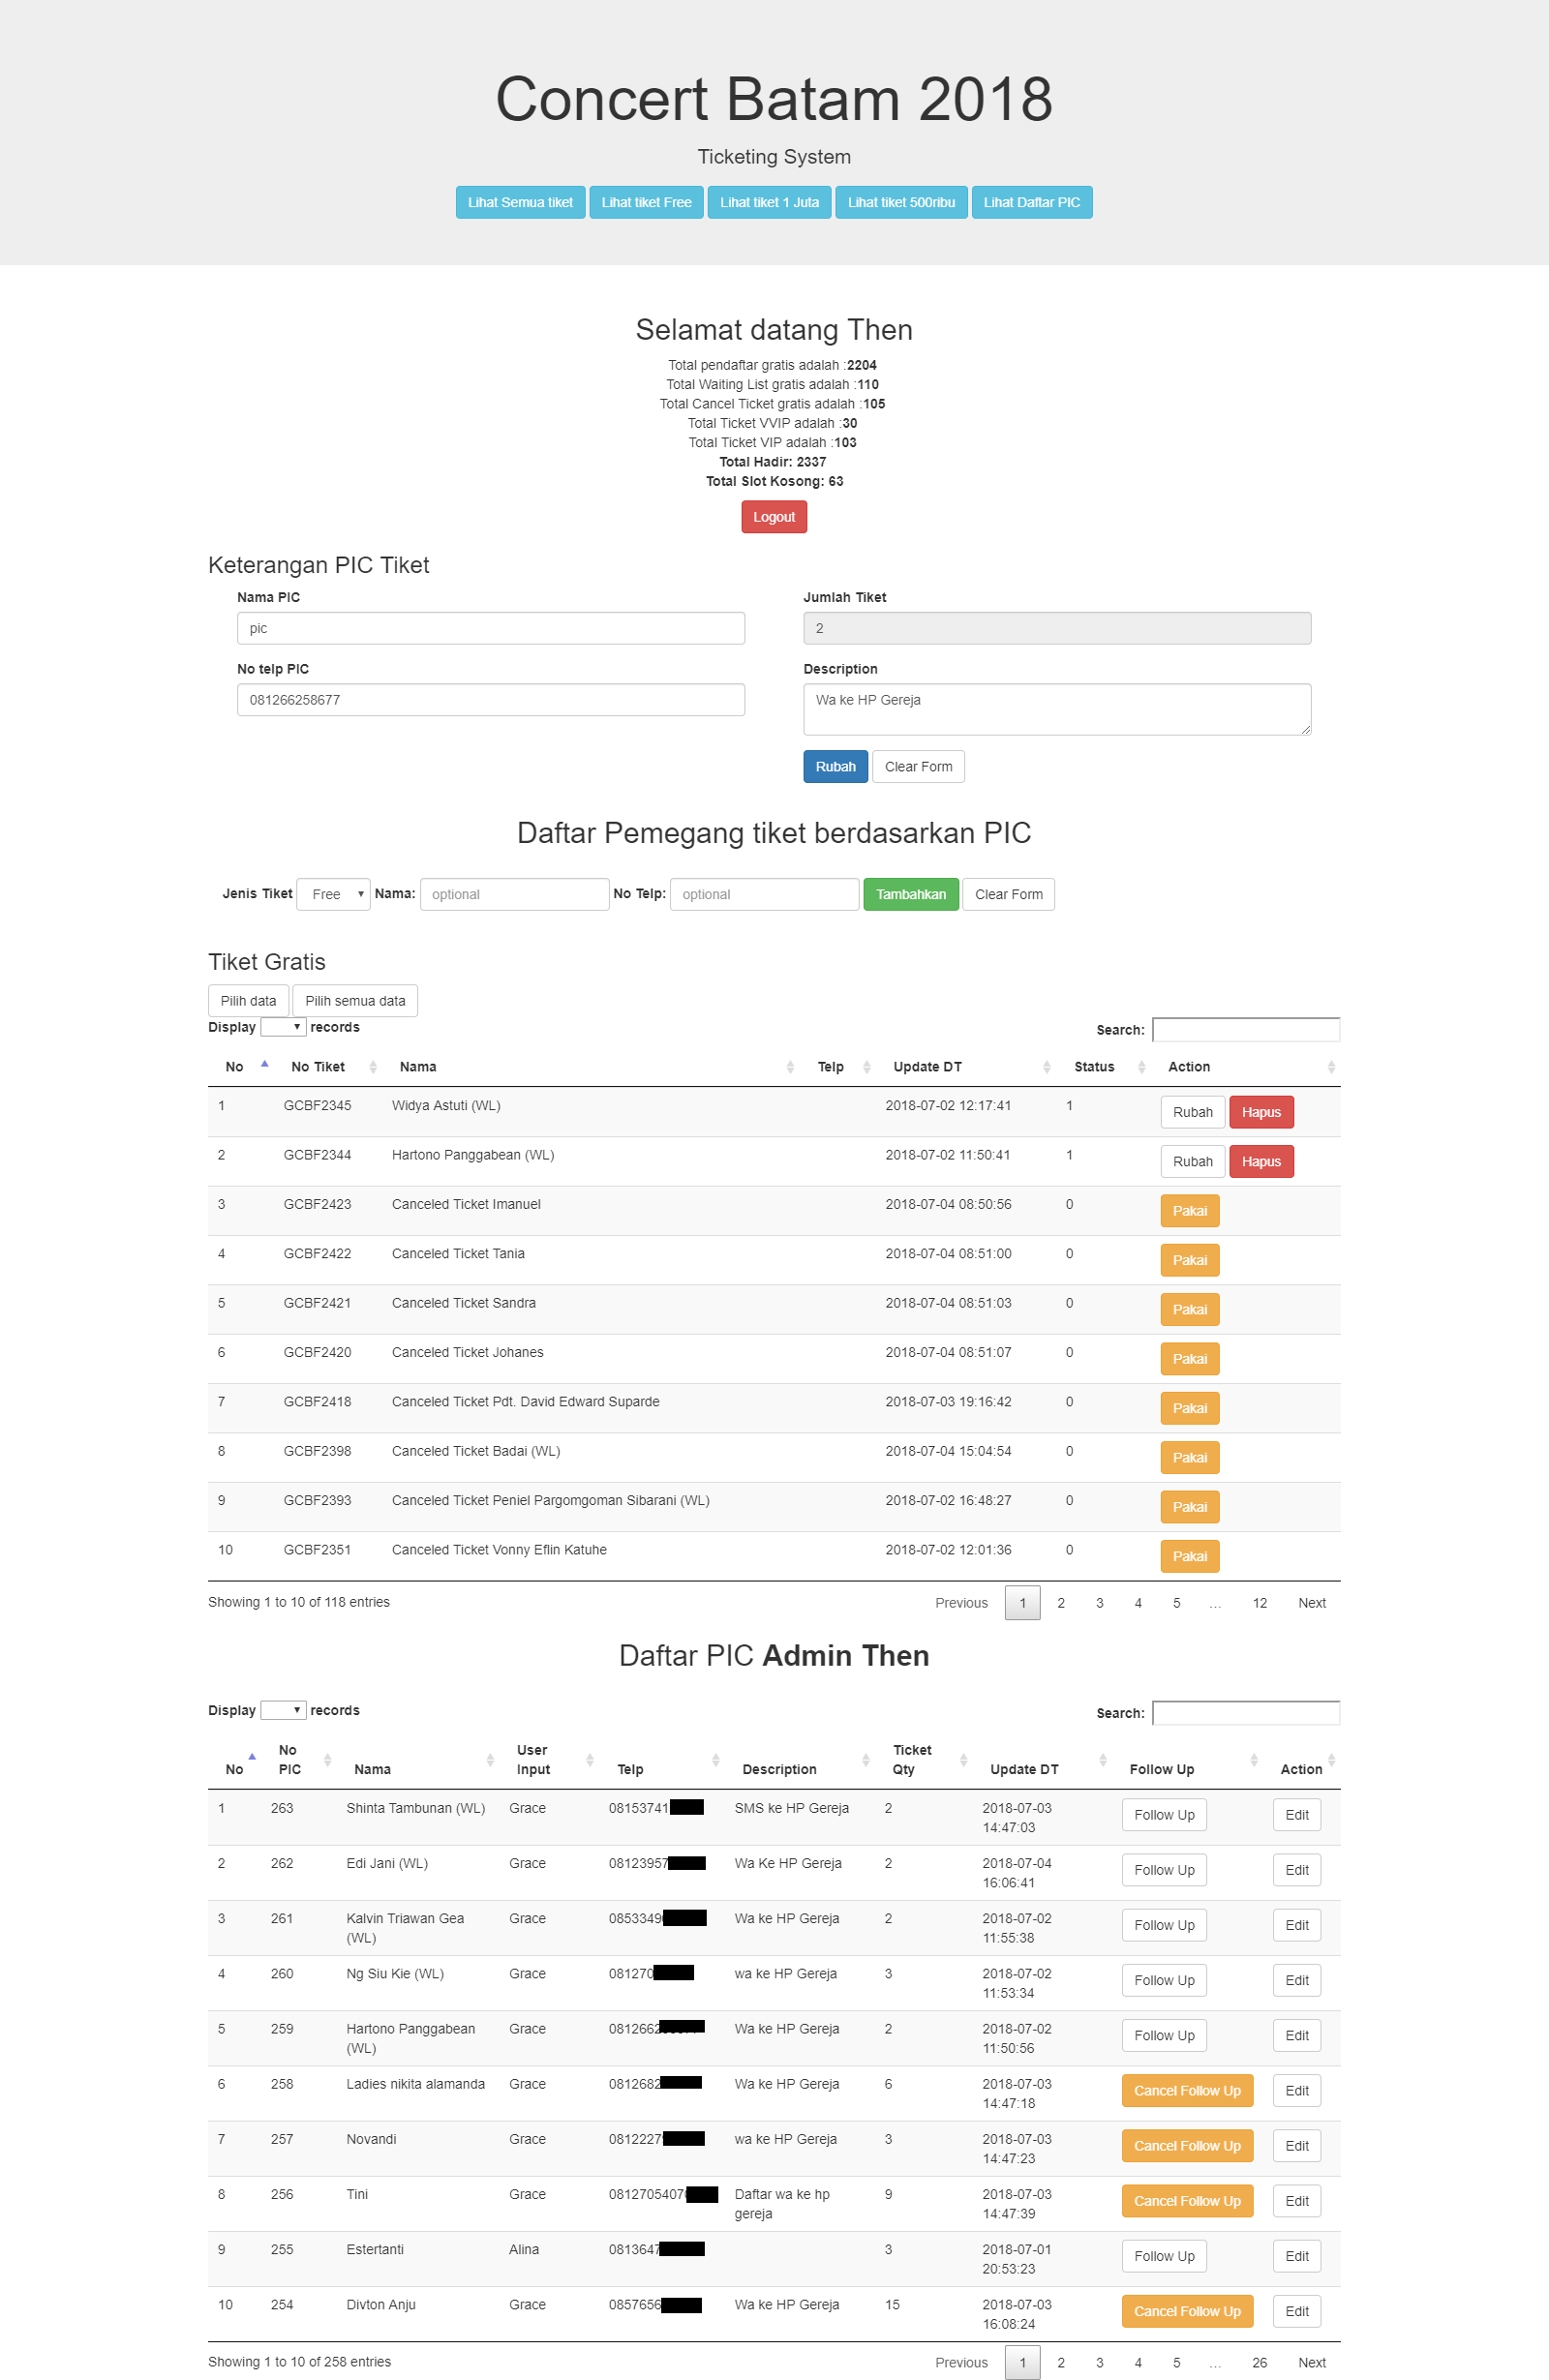 Concert Batam 2018
Ticketing System
Lihat Semua tiket Lihat tiket Free Lihat tiket 1 Juta Lihat tiket 500ribu Lihat Daftar PIC
Selamat datang Then
Total pendaftar gratis adalah :2204
Total Waiting List gratis adalah :110
Total Cancel Ticket gratis adalah :105
Total Ticket VVIP adalah :30
Total Ticket VIP adalah :103
Total Hadir: 2337
Total Slot Kosong: 63
Logout
Keterangan PIC Tiket
Nama PIC Jumlah Tiket
pic 2
No telp PIC Description
081266258677 Wa ke HP Gereja
Rubah Clear Form
Daftar Pemegang tiket berdasarkan PIC
Jenis Tiket Free Nama: optional No Telp: optional Tambahkan Clear Form
Tiket Gratis
Pilih data Pilih semua data
Display records Search:
No No Tiket Nama Telp Update DT Status Action
1 GCBF2345 Widya Astuti (WL) 2018-07-02 12:17:41 1 Rubah Hapus
2 GCBF2344 Hartono Panggabean (WL) 2018-07-02 11:50:41 1 Rubah Hapus
3 GCBF2423 Canceled Ticket Imanuel 2018-07-04 08:50:56 0 Pakai
4 GCBF2422 Canceled Ticket Tania 2018-07-04 08:51:00 0 Pakai
5 GCBF2421 Canceled Ticket Sandra 2018-07-04 08:51:03 0 Pakai
6 GCBF2420 Canceled Ticket Johanes 2018-07-04 08:51:07 0 Pakai
7 GCBF2418 Canceled Ticket Pdt. David Edward Suparde 2018-07-03 19:16:42 0 Pakai
8 GCBF2398 Canceled Ticket Badai (WL) 2018-07-04 15:04:54 0 Pakai
9 GCBF2393 Canceled Ticket Peniel Pargomgoman Sibarani (WL) 2018-07-02 16:48:27 0 Pakai
10 GCBF2351 Canceled Ticket Vonny Eflin Katuhe 2018-07-02 12:01:36 0 Pakai
Showing 1 to 10 of 118 entries Previous 1 2 3 4 5 … 12 Next
Daftar PIC Admin Then
Display records Search:
No User Ticket
No PIC Nama Input Telp Description Qty Update DT Follow Up Action
1 263 Shinta Tambunan (WL) Grace 08153741 SMS ke HP Gereja 2 2018-07-03 Follow Up Edit
14:47:03
2 262 Edi Jani (WL) Grace 08123957 Wa Ke HP Gereja 2 2018-07-04 Follow Up Edit
16:06:41
3 261 Kalvin Triawan Gea Grace 0853349 Wa ke HP Gereja 2 2018-07-02 Follow Up Edit
(WL) 11:55:38
4 260 Ng Siu Kie (WL) Grace 081270 wa ke HP Gereja 3 2018-07-02 Follow Up Edit
11:53:34
5 259 Hartono Panggabean Grace 081266 Wa ke HP Gereja 2 2018-07-02 Follow Up Edit
(WL) 11:50:56
6 258 Ladies nikita alamanda Grace 081268 Wa ke HP Gereja 6 2018-07-03 Cancel Follow Up Edit
14:47:18
7 257 Novandi Grace 0812227 wa ke HP Gereja 3 2018-07-03 Cancel Follow Up Edit
14:47:23
8 256 Tini Grace 0812705407 Daftar wa ke hp 9 2018-07-03 Cancel Follow Up Edit
gereja 14:47:39
9 255 Estertanti Alina 081364 3 2018-07-01 Follow Up Edit
20:53:23
10 254 Divton Anju Grace 0857656 Wa ke HP Gereja 15 2018-07-03 Cancel Follow Up Edit
16:08:24
Showing 1 to 10 of 258 entries Previous 1 2 3 4 5 … 26 Next